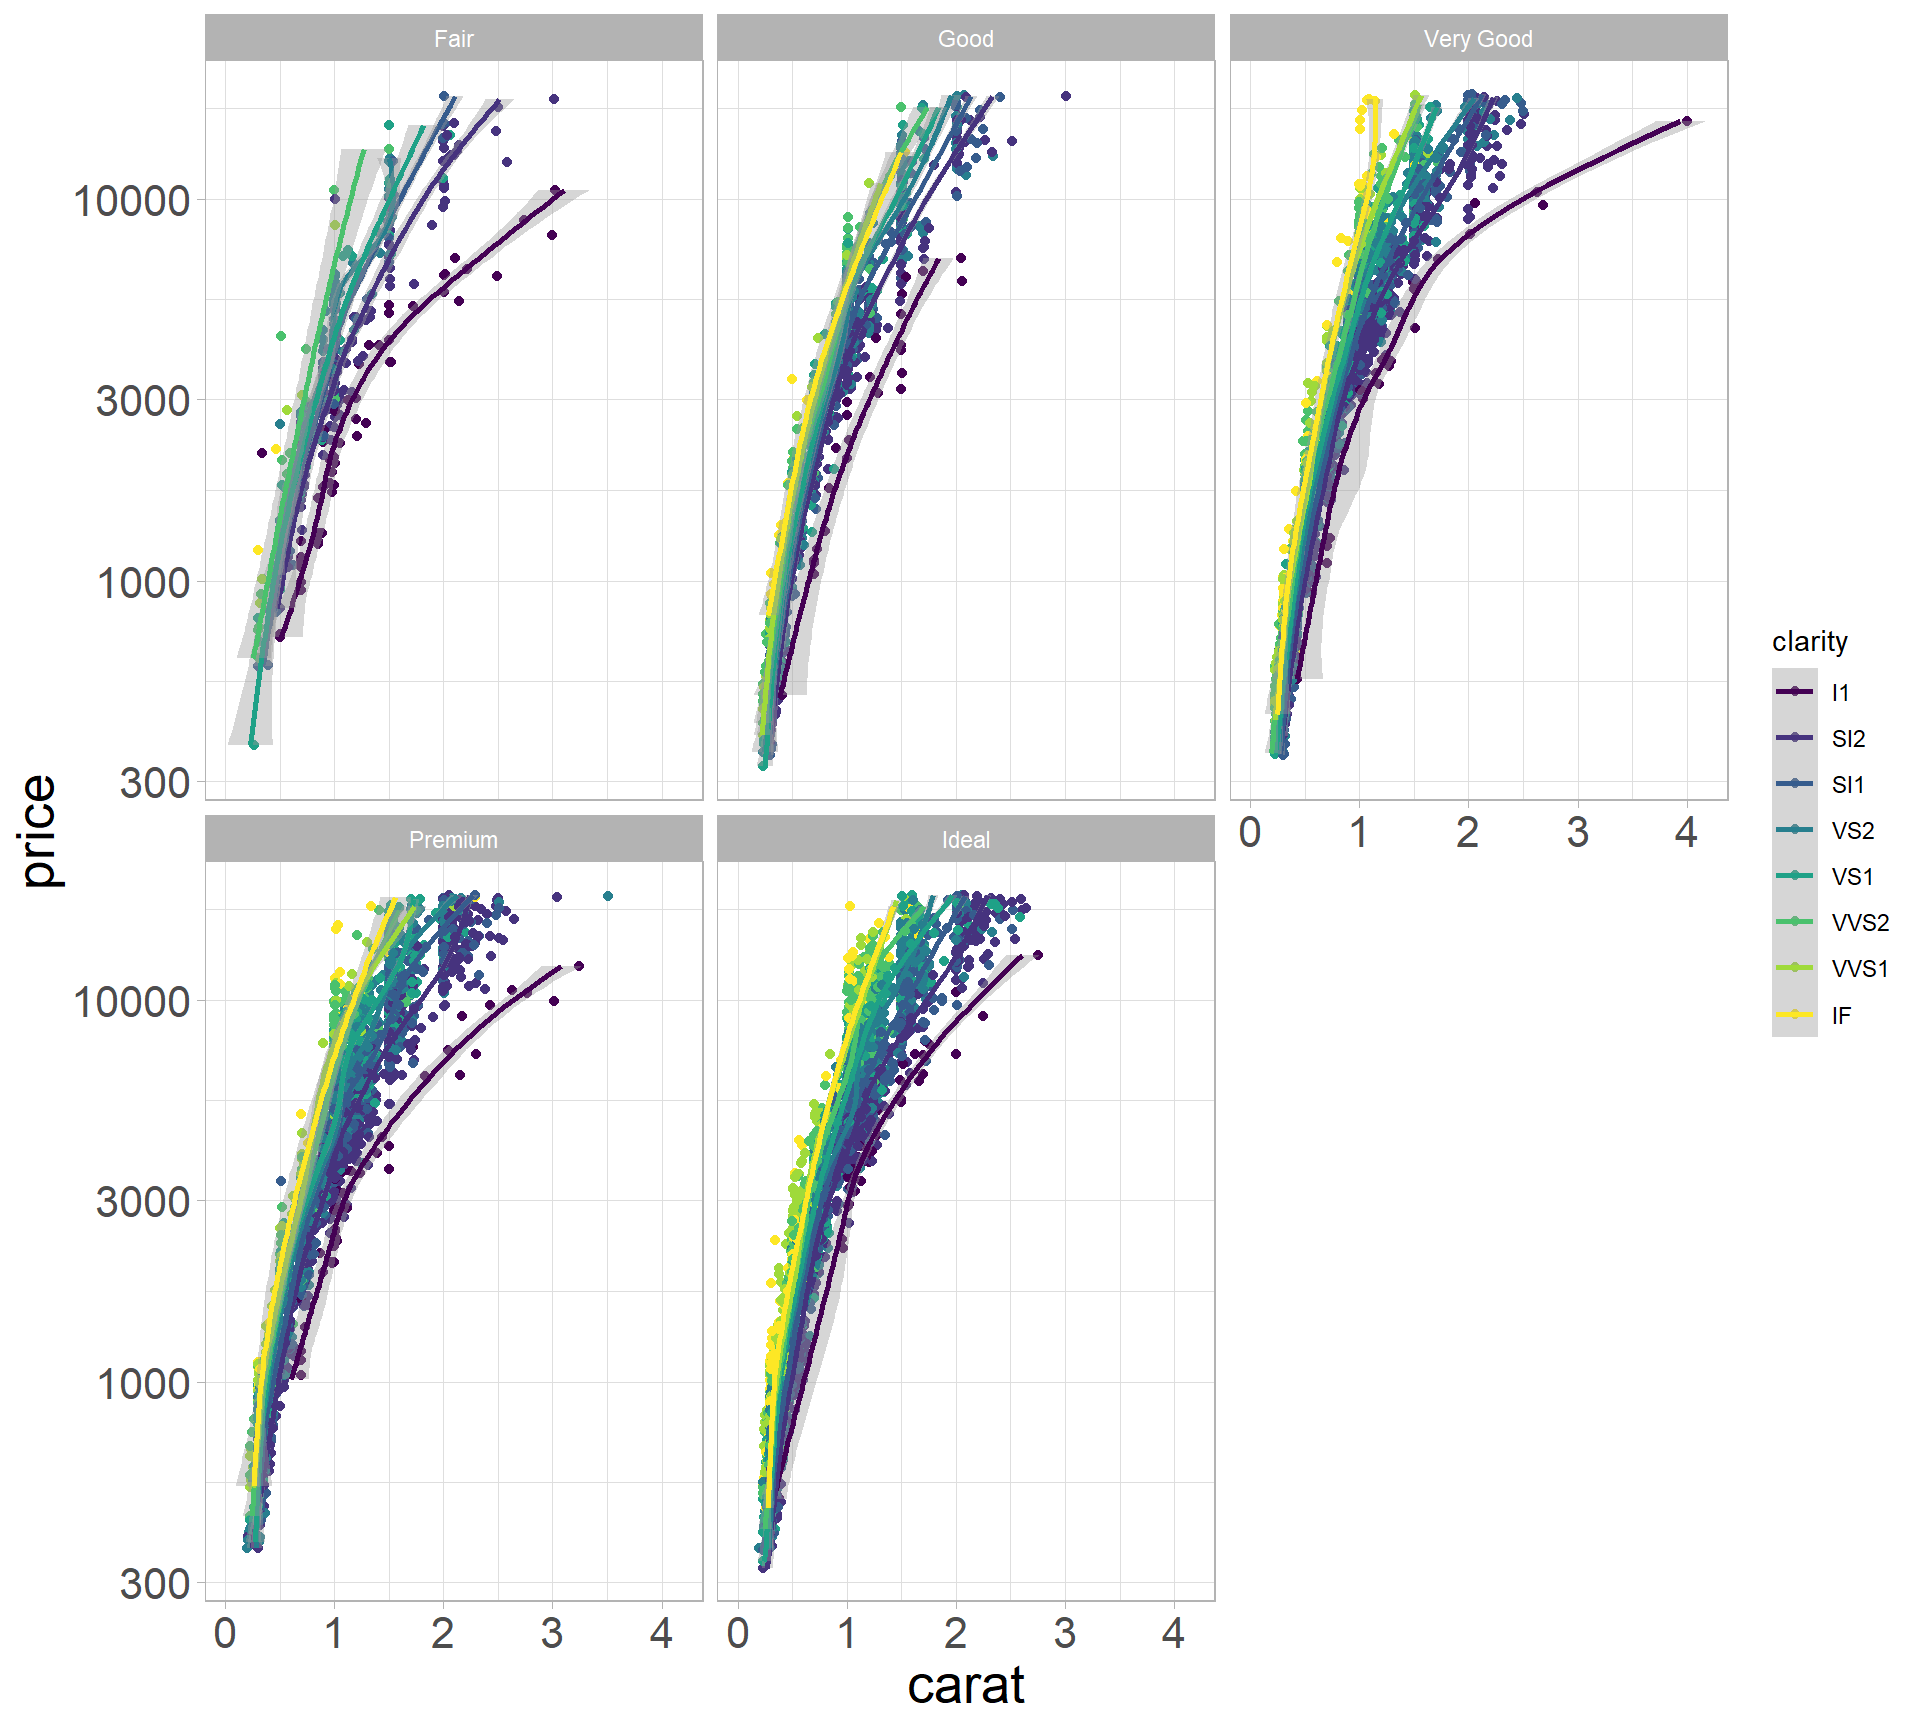 Fair
Good
Very Good
10000
3000
1000
300
0 1 2 3 4
Premium
Ideal
10000
3000
1000
300
0 1 2 3 4
0 1 2 3 4
carat
price
clarity
I1
SI2
SI1
VS2
VS1
VVS2
VVS1
IF